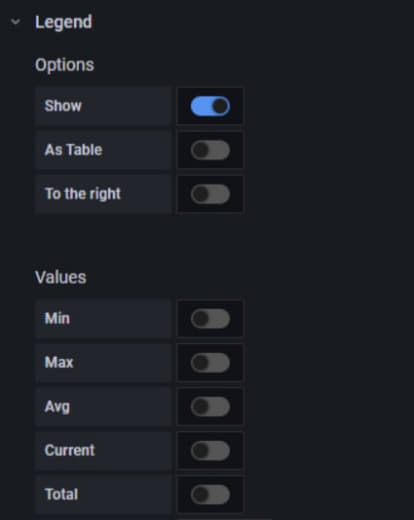 Legend
Options
Show
As Table
To the right
Values
Min
Max
Avg
Current
Total